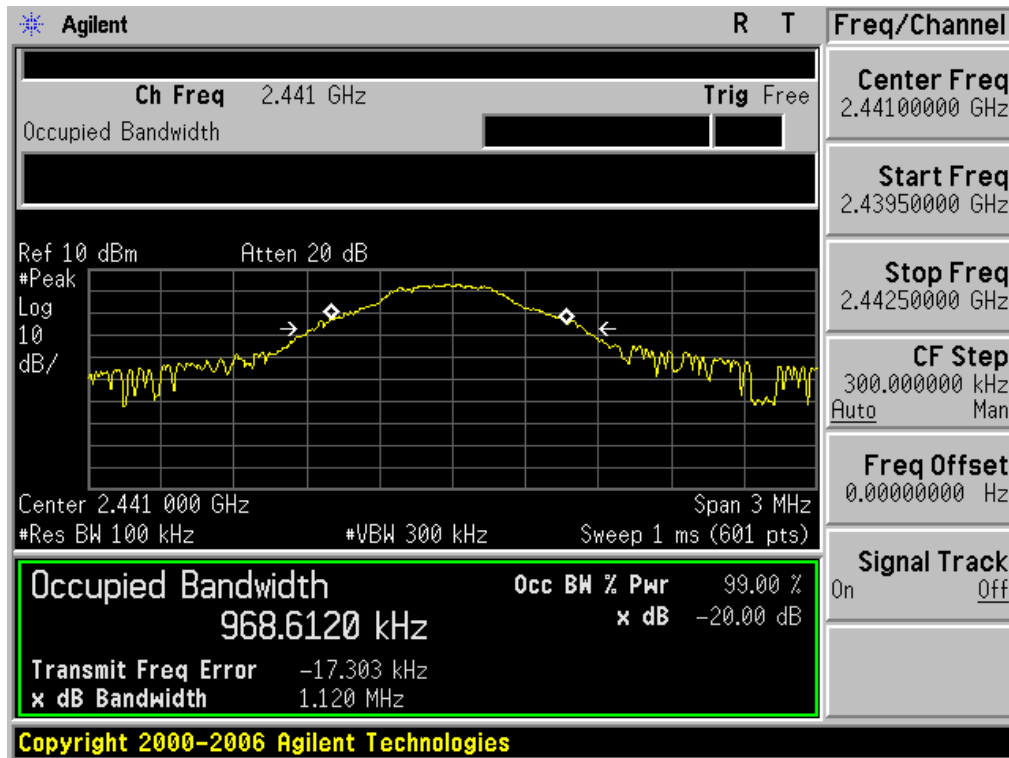 Agilent R T Freq/Channel
Ch Freq 2.441 GHz Trig Free
Occupied Bandwidth
Center Freq
2.44100000 GHz
Start Freq
2.43950000 GHz
Stop Freq
2.44250000 GHz
CF Step
300.000000 kHz
Auto Man
Freq Offset
0.00000000 Hz
Signal Track
On Off
Ref 10 dBm Atten 20 dB
#Peak
Log
10
dB/
Center 2.441 000 GHz Span 3 MHz
#Res BW 100 kHz #VBW 300 kHz Sweep 1 ms (601 pts)
Occupied Bandwidth Occ BW % Pwr 99.00 %
968.6120 kHz x dB -20.00 dB
Transmit Freq Error -17.303 kHz
x dB Bandwidth 1.120 MHz
Copyright 2000-2006 Agilent Technologies